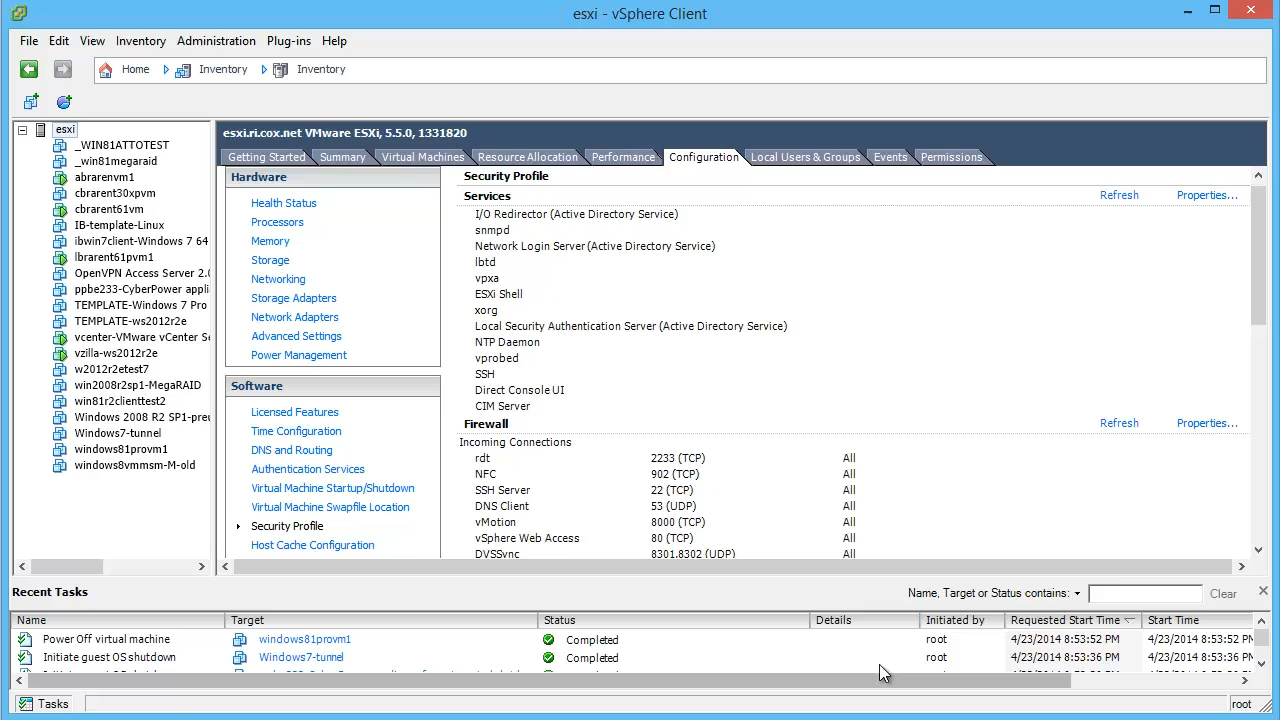 esxi - vSphere Client
File Edit View Inventory Administration Plug-ins Help
Home Inventory Inventory
esxi
_WIN81ATTOTEST
_win81megaraid
abrarenvm1
cbrarent30xpvm
cbrarent61vm
IB-template-Linux
ibwin7client-Windows 7 64
lbrarent61pvm1
OpenVPN Access Server 2.0
ppbe233-CyberPower appli
TEMPLATE-Windows 7 Pro
TEMPLATE-ws2012r2e
vcenter-VMware vCenter Se
vzilla-ws2012r2e
w2012r2etest7
win2008r2sp1-MegaRAID
win81r2clienttest2
Windows 2008 R2 SP1-preu
Windows7-tunnel
windows81provm1
windows8vmmsm-M-old
esxi.ri.cox.net VMware ESXi, 5.5.0, 1331820
Getting Started Summary Virtual Machines Resource Allocation Performance Configuration Local Users & Groups Events Permissions
Hardware
Health Status
Processors
Memory
Storage
Networking
Storage Adapters
Network Adapters
Advanced Settings
Power Management
Software
Licensed Features
Time Configuration
DNS and Routing
Authentication Services
Virtual Machine Startup/Shutdown
Virtual Machine Swapfile Location
Security Profile
Host Cache Configuration
Security Profile
Services Refresh Properties...
I/O Redirector (Active Directory Service)
snmpd
Network Login Server (Active Directory Service)
lbtd
vpxa
ESXi Shell
xorg
Local Security Authentication Server (Active Directory Service)
NTP Daemon
vprobed
SSH
Direct Console UI
CIM Server
Firewall Refresh Properties...
Incoming Connections
rdt 2233 (TCP) All
NFC 902 (TCP) All
SSH Server 22 (TCP) All
DNS Client 53 (UDP) All
vMotion 8000 (TCP) All
vSphere Web Access 80 (TCP) All
DVSSync 8301,8302 (UDP) All
Recent Tasks Name, Target or Status contains: Clear
Name Target Status Details Initiated by Requested Start Time Start Time
Power Off virtual machine windows81provm1 Completed root 4/23/2014 8:53:52 PM 4/23/2014 8:53:52 PM
Initiate guest OS shutdown Windows7-tunnel Completed root 4/23/2014 8:53:36 PM 4/23/2014 8:53:36 PM
Tasks root